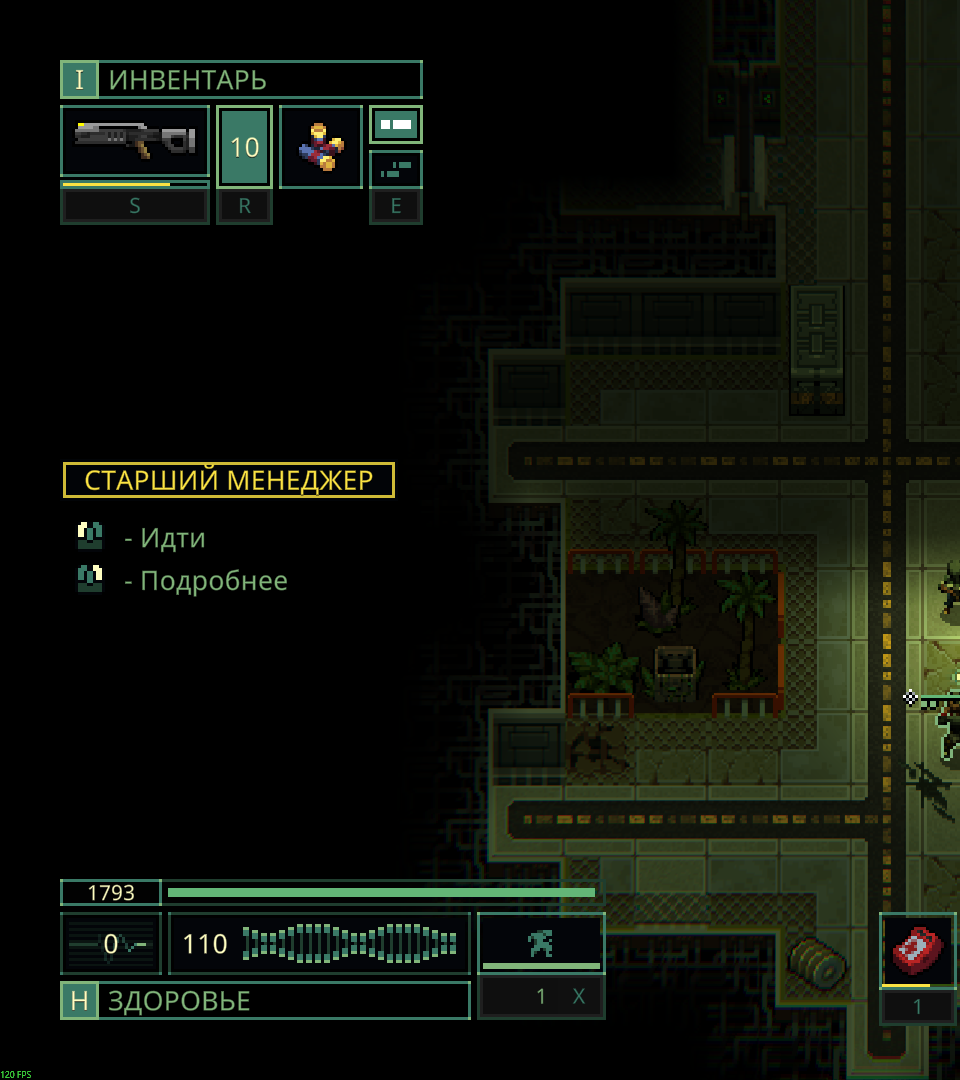 I ИНВЕНТАРЬ
10
S R E
СТАРШИЙ МЕНЕДЖЕР
- Идти
- Подробнее
1793
0 110
1 X
H ЗДОРОВЬЕ
1
120 FPS